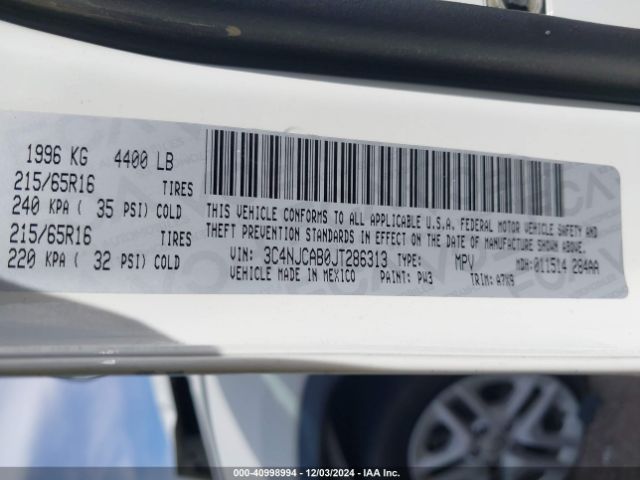 1996 KG 4400 LB
215/65R16 TIRES
240 KPA ( 35 PSI) COLD
215/65R16 TIRES
220 KPA ( 32 PSI) COLD
THIS VEHICLE CONFORMS TO ALL APPLICABLE U.S.A. FEDERAL MOTOR VEHICLE SAFETY AND
THEFT PREVENTION STANDARDS IN EFFECT ON THE DATE OF MANUFACTURE SHOWN ABOVE.
VIN: 3C4NJCAB0JT286313 TYPE: MPV MDH: 011514 284AA
VEHICLE MADE IN MEXICO PAINT: PW3 TRIM: A7X9
000-40998994 | 12/03/2024 - IAA Inc.